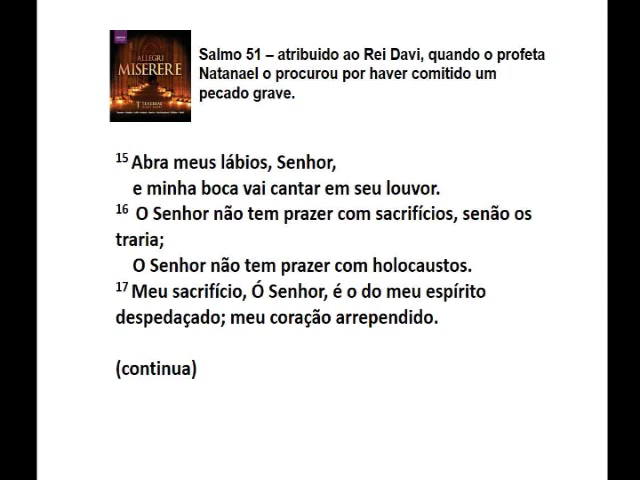 ALLEGRI
MISERERE
TENEBRAE
Salmo 51 – atribuido ao Rei Davi, quando o profeta
Natanael o procurou por haver comitido um
pecado grave.
15 Abra meus lábios, Senhor,
e minha boca vai cantar em seu louvor.
16 O Senhor não tem prazer com sacrifícios, senão os
traria;
O Senhor não tem prazer com holocaustos.
17 Meu sacrifício, Ó Senhor, é o do meu espírito
despedaçado; meu coração arrependido.
(continua)